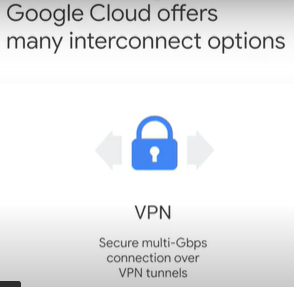 Google Cloud offers
many interconnect options
VPN
Secure multi-Gbps
connection over
VPN tunnels